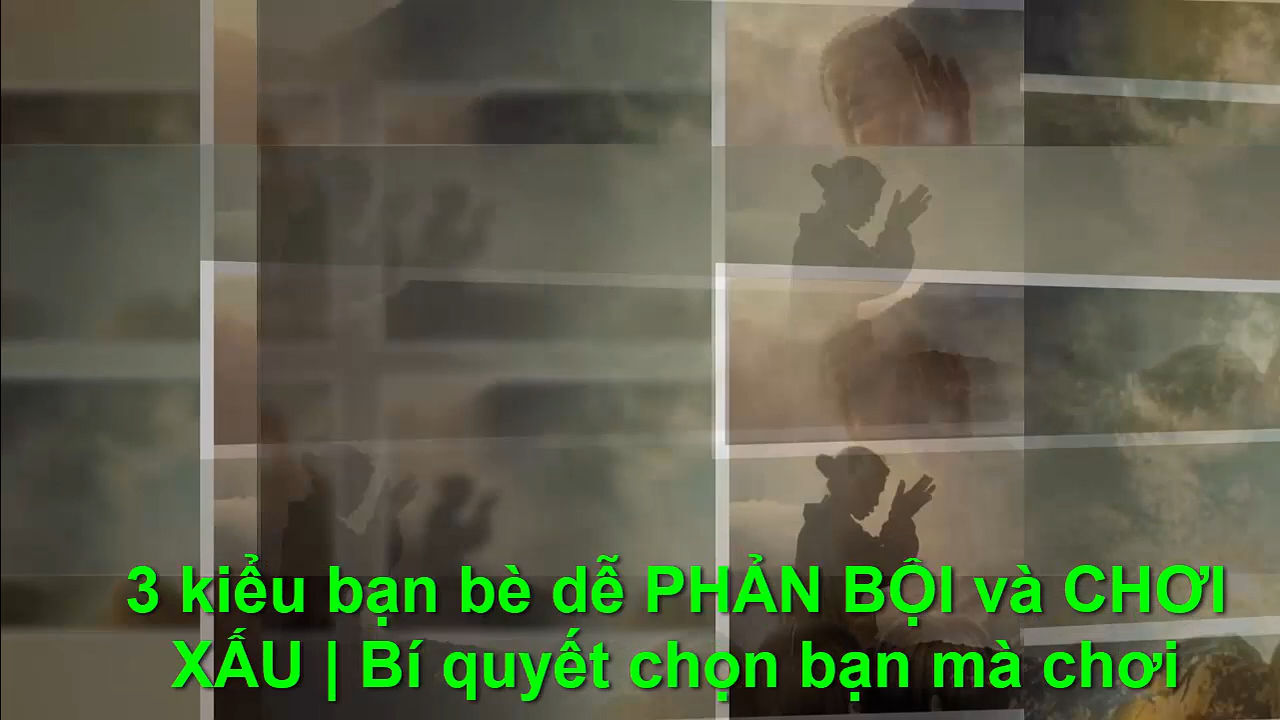 3 kiểu bạn bè dễ PHẢN BỘI và CHƠI
XẤU | Bí quyết chọn bạn mà chơi